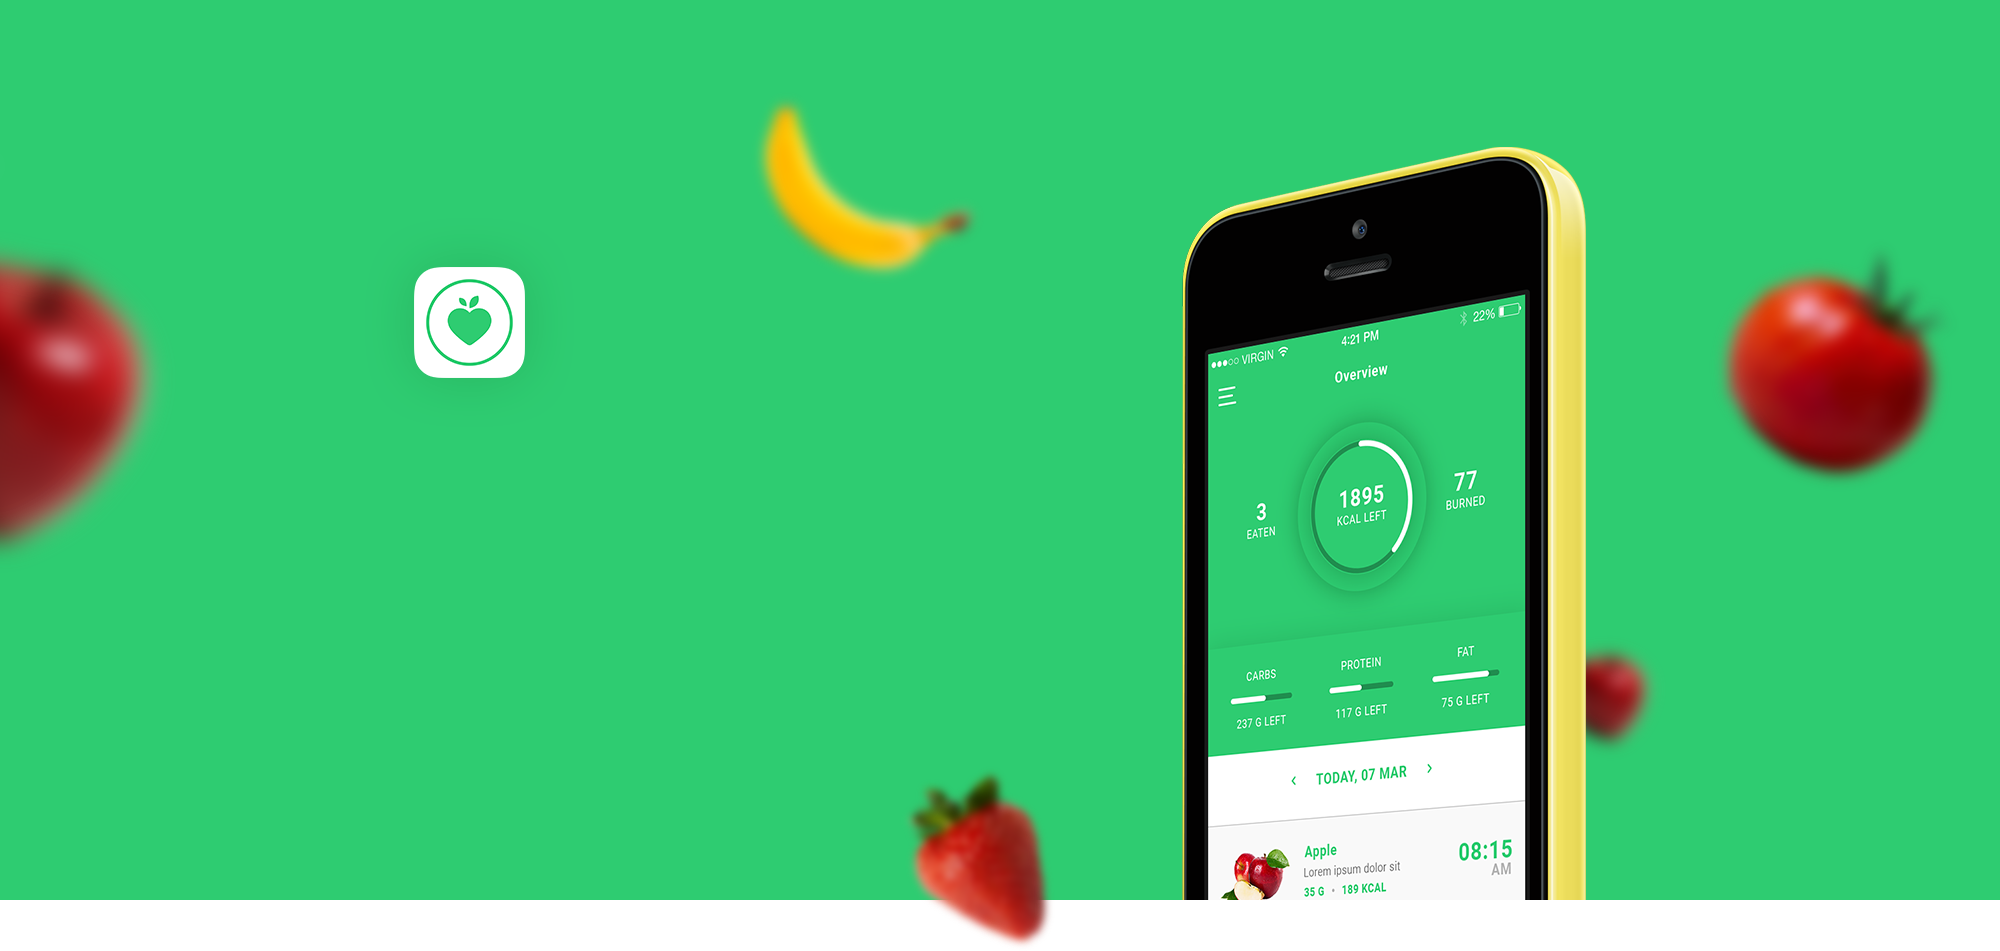 VIRGIN
4:21 PM
22%
Overview
3
EATEN
1895
KCAL LEFT
77
BURNED
CARBS
237 G LEFT
PROTEIN
117 G LEFT
FAT
75 G LEFT
‹ TODAY, 07 MAR ›
Apple
Lorem ipsum dolor sit
35 G • 189 KCAL
08:15
AM